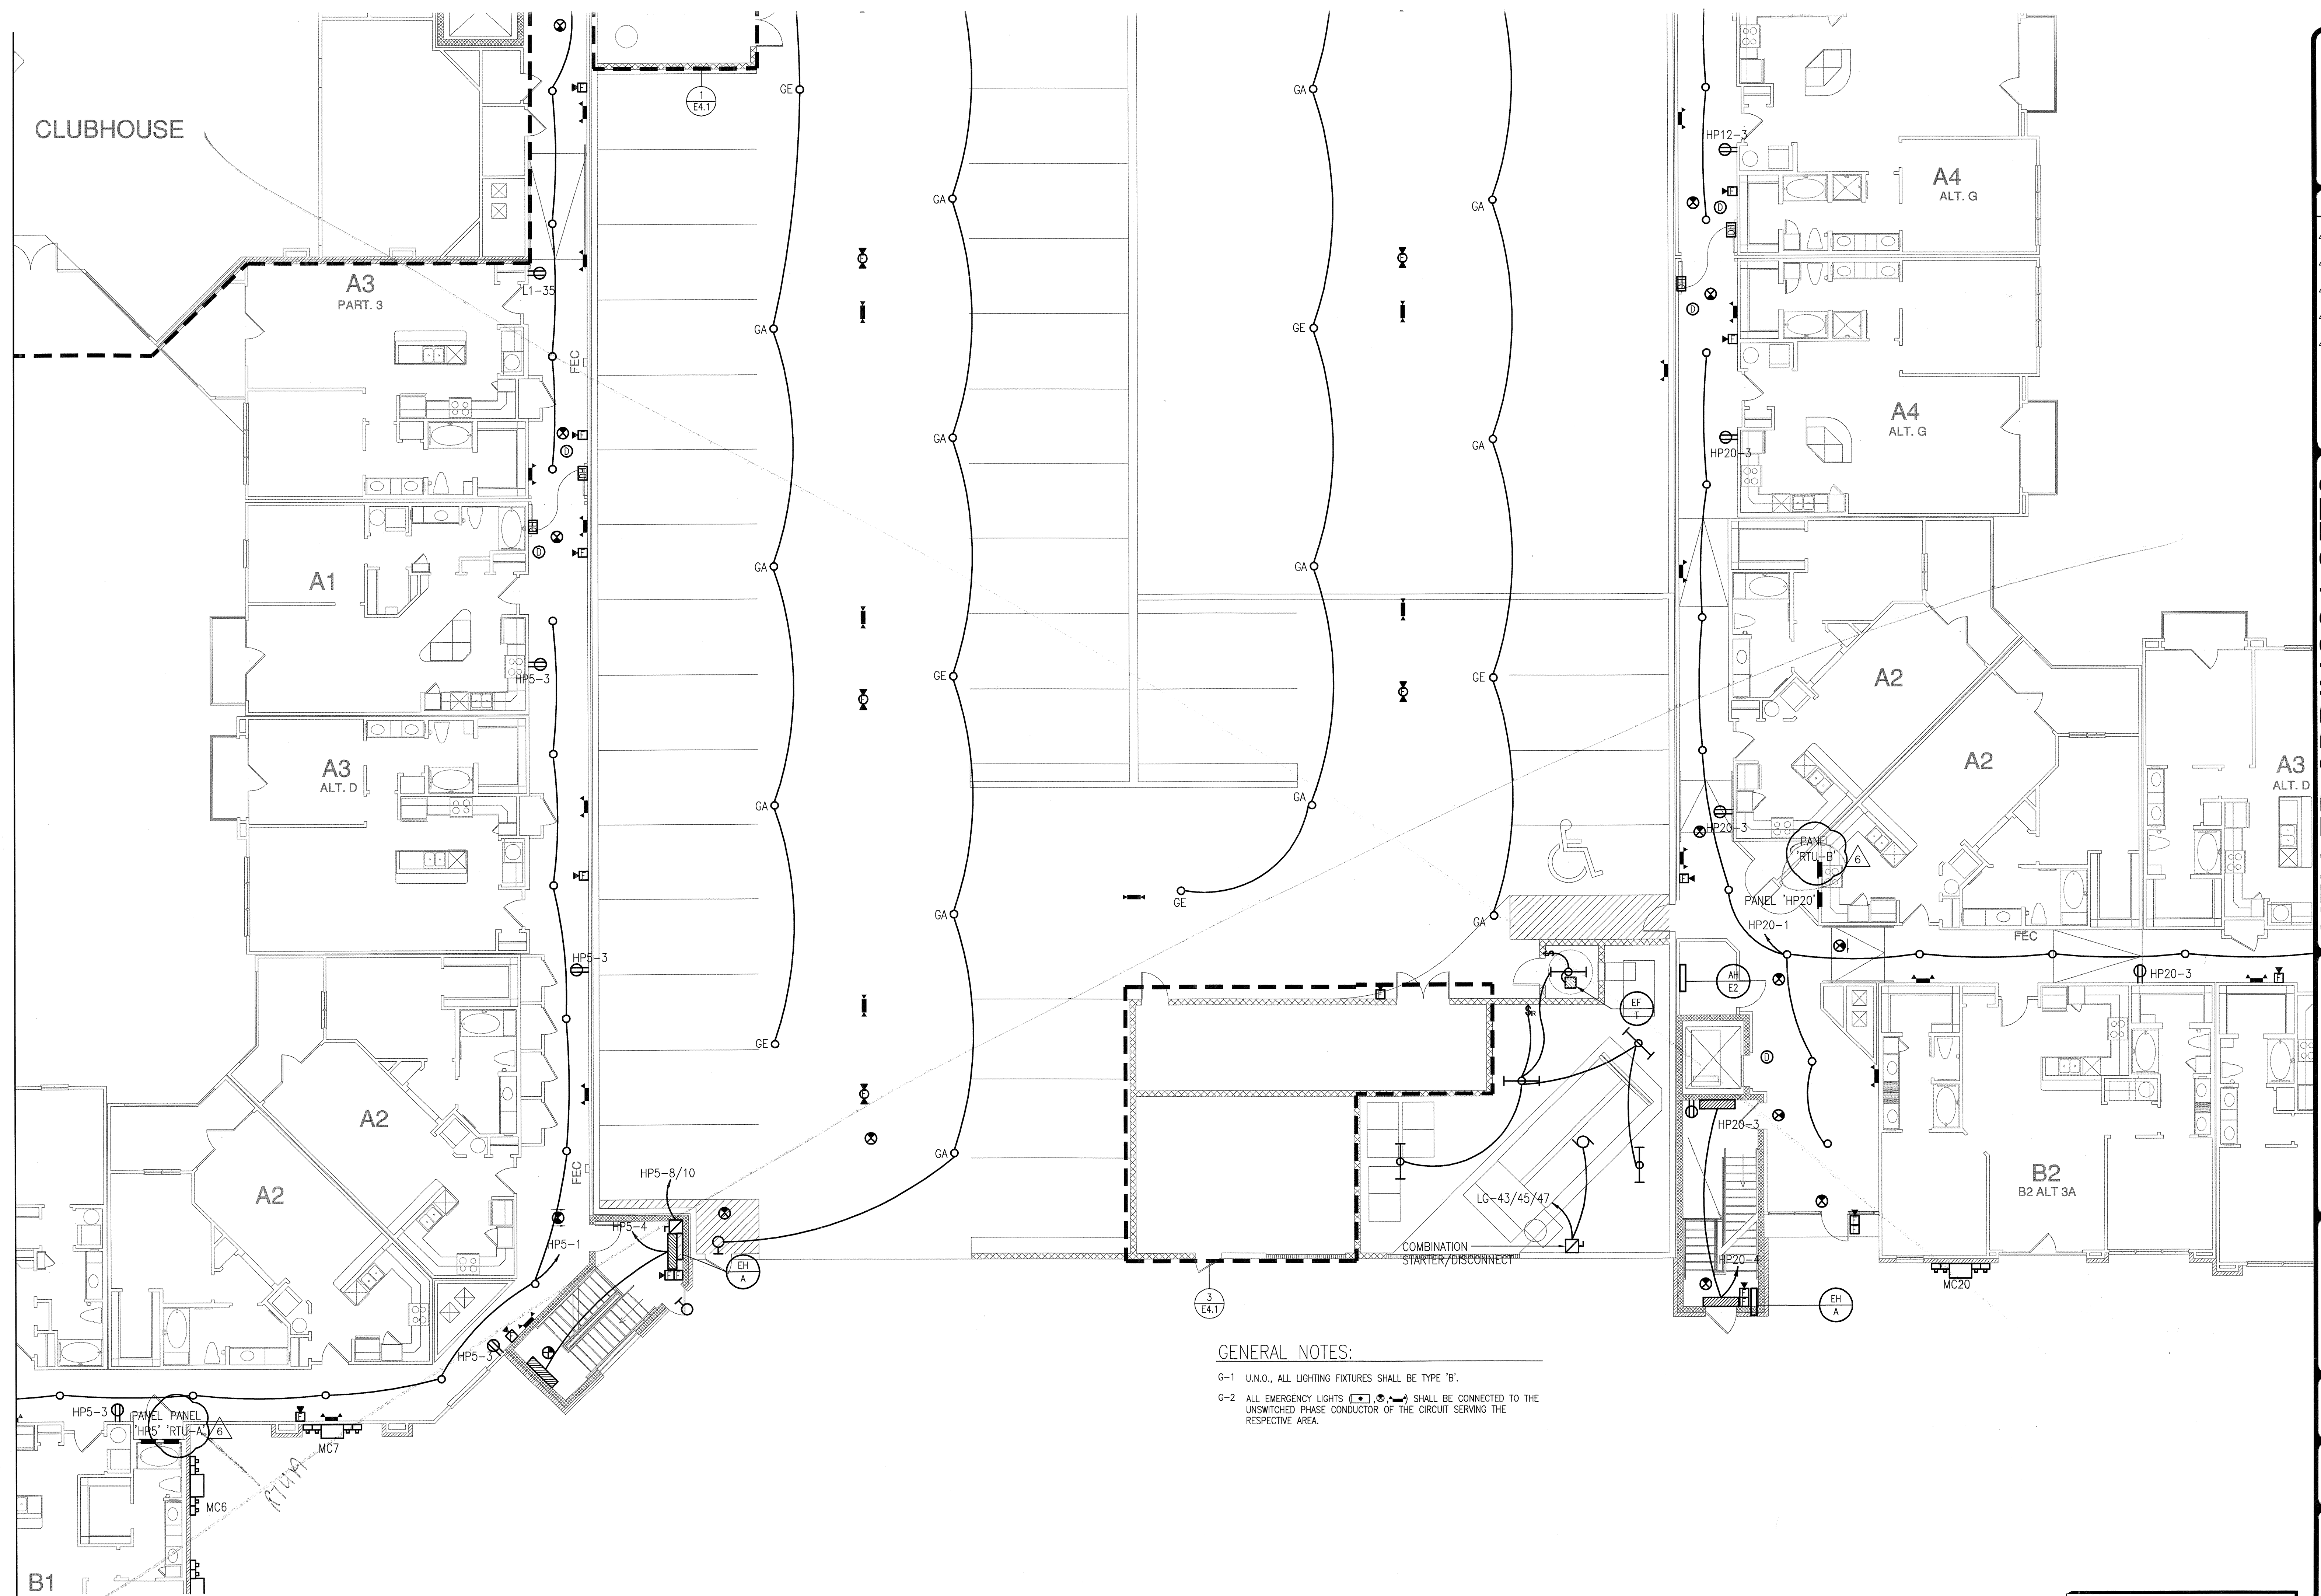 CLUBHOUSE
1
E4.1
GE
GA
GA
GA
HP12-3
A4
ALT. G
D
F
A3
PART. 3
L1-35
GA
GE
FEC
GA
GA
A4
ALT. G
HP20-3
D
D
A1
GA
GA
HP5-3
GE
GE
A2
A2
A3
ALT. D
A3
ALT. D
GA
GA
HP20-3
PANEL
'RTU-B'
6
PANEL 'HP20'
GE
GA
GA
HP20-1
FEC
HP5-3
HP20-3
AH
E2
EF
T
GE
D
A2
A2
GA
HP20-3
FEC
HP5-8/10
B2
B2 ALT 3A
LG-43/45/47
HP5-4
HP5-1
COMBINATION
STARTER/DISCONNECT
HP20-4
EH
A
MC20
3
E4.1
EH
A
HP5-3
GENERAL NOTES:
G-1 U.N.O., ALL LIGHTING FIXTURES SHALL BE TYPE 'B'.
G-2 ALL EMERGENCY LIGHTS ( , , ) SHALL BE CONNECTED TO THE
UNSWITCHED PHASE CONDUCTOR OF THE CIRCUIT SERVING THE
RESPECTIVE AREA.
HP5-3
PANEL PANEL
'HP5' 'RTU-A'
6
MC7
RTUA
MC6
B1